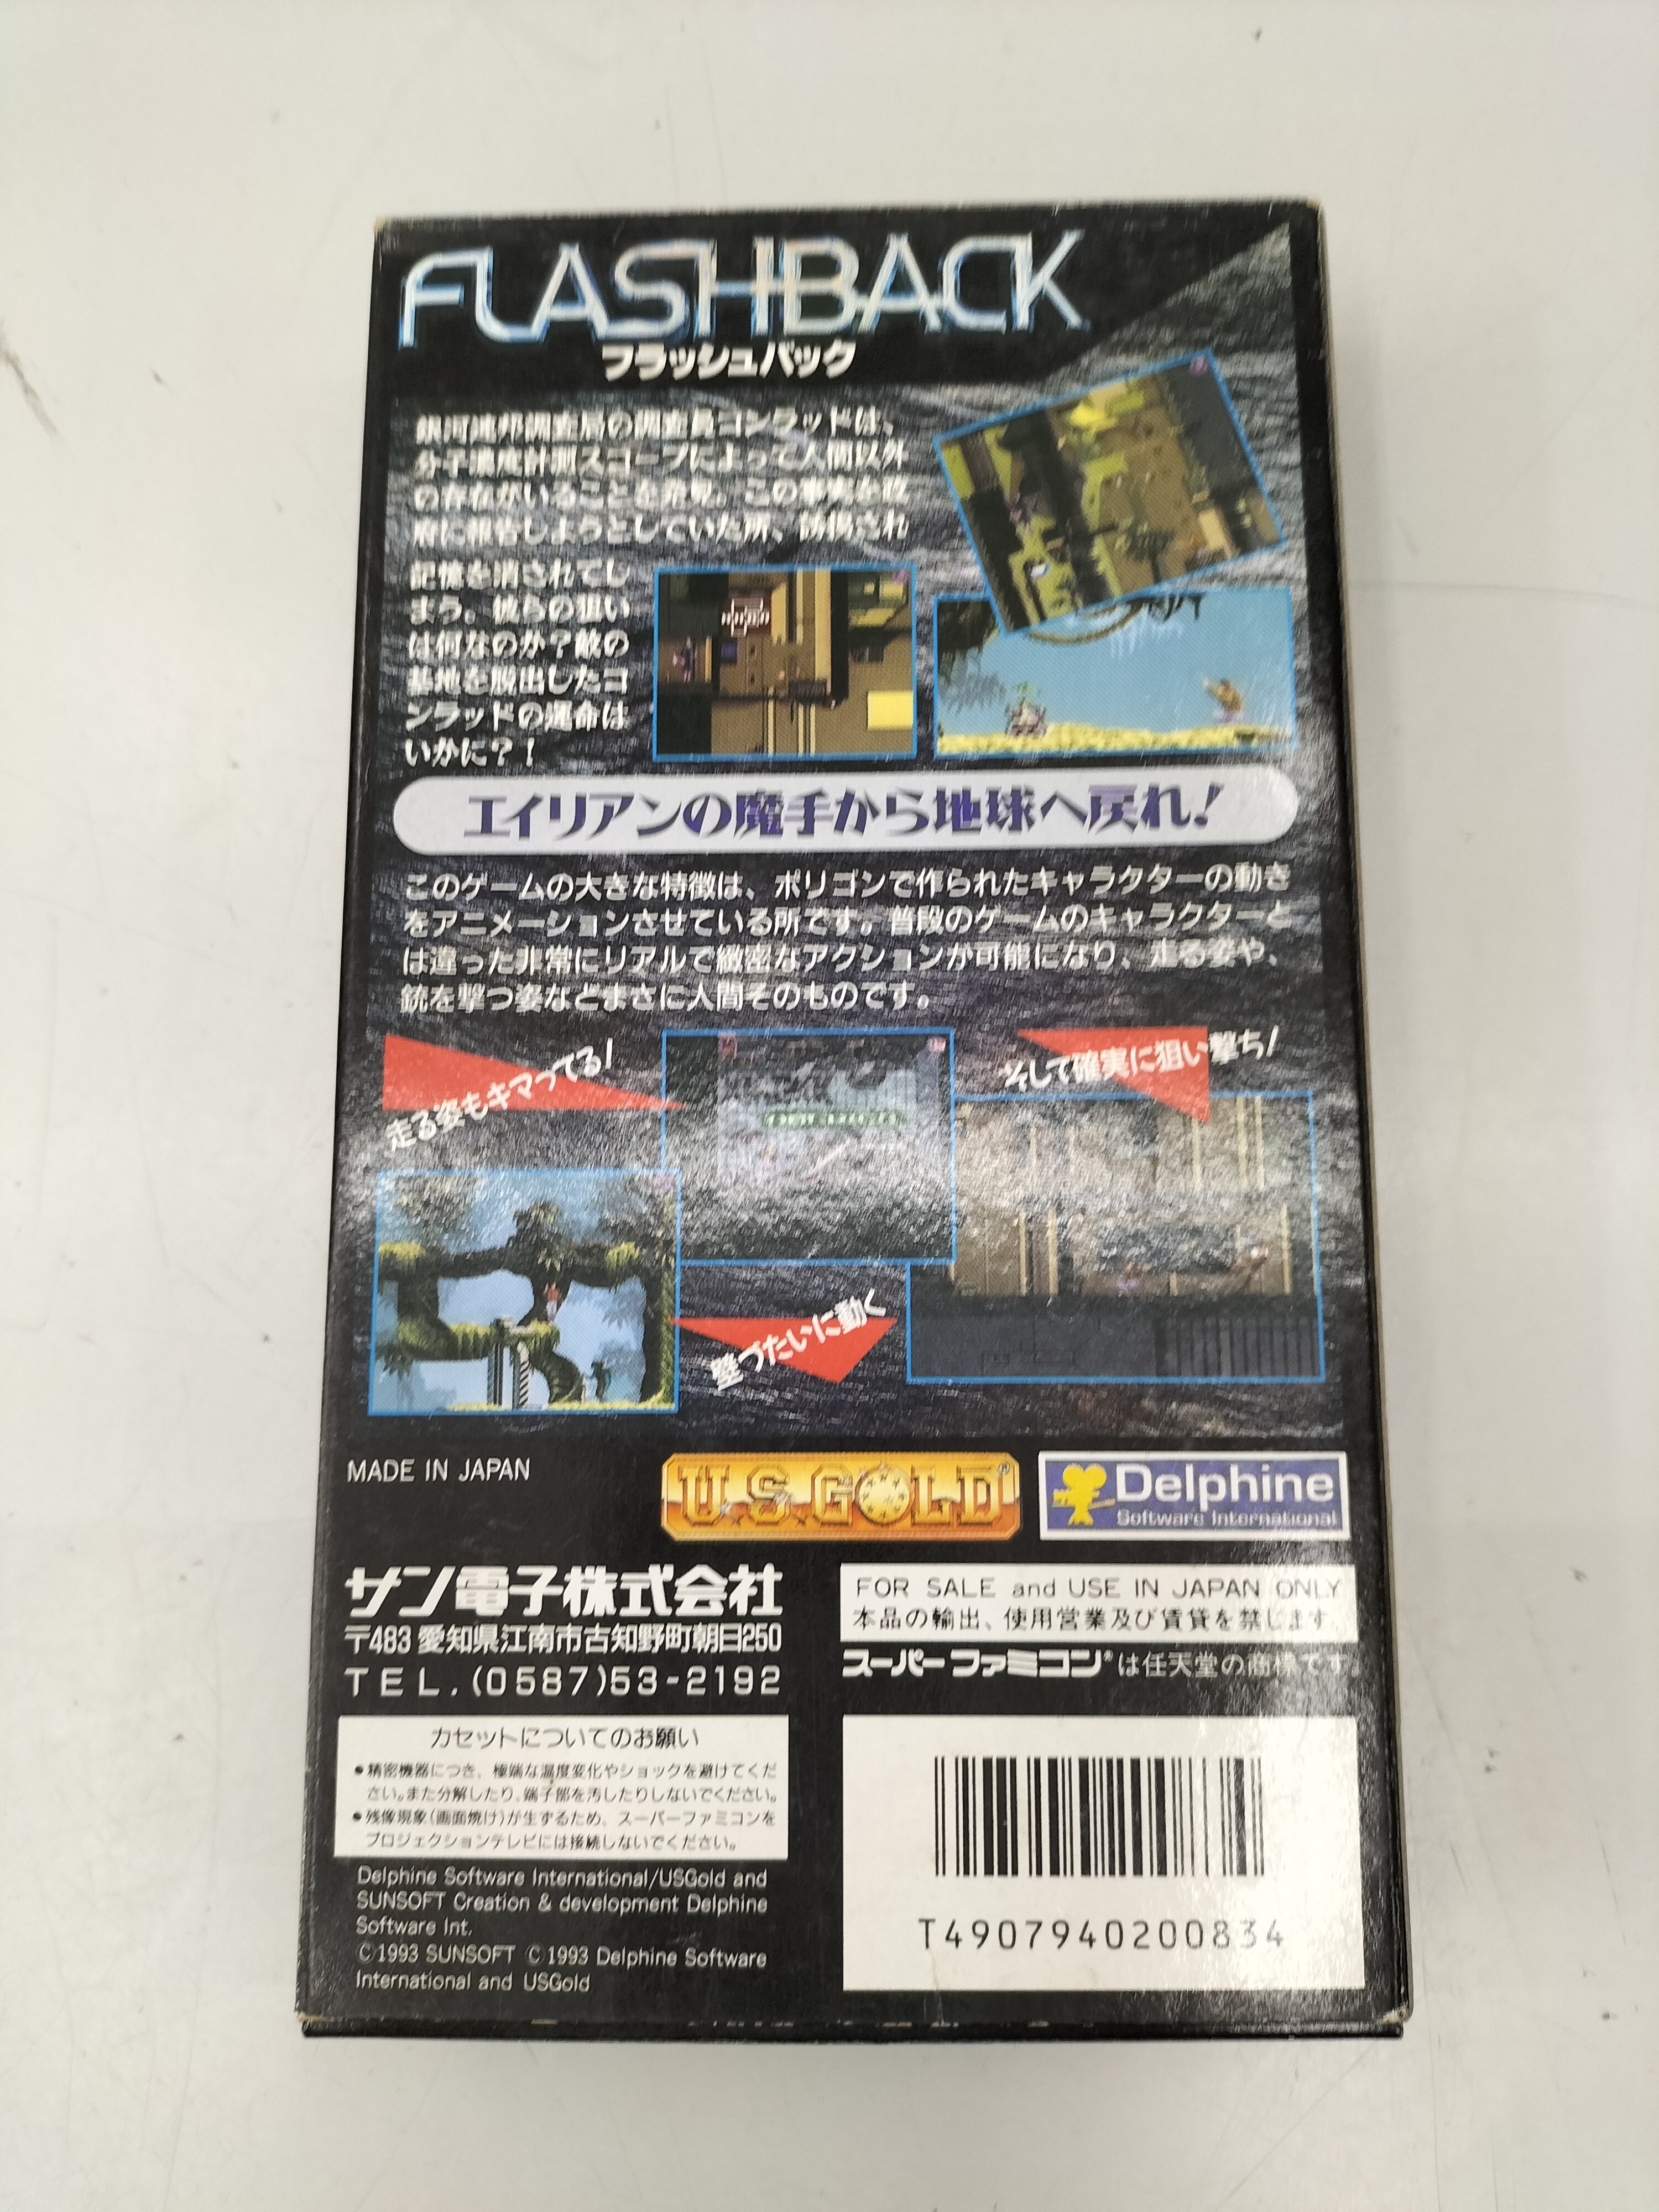 FLASHBACK
フラッシュバック
銀河連邦調査局の調査員コンラッドは、
分子濃度計測スコープによって人間以外
の存在がいることを発見。この事実を政
府に報告しようとしていた所、誘拐され
記憶を消されてし
まう。彼らの狙い
は何なのか？敵の
基地を脱出したコ
ンラッドの運命は
いかに？！
エイリアンの魔手から地球へ戻れ！
このゲームの大きな特徴は、ポリゴンで作られたキャラクターの動き
をアニメーションさせている所です。普段のゲームのキャラクターと
は違った非常にリアルで緻密なアクションが可能になり、走る姿や、
銃を撃つ姿などまさに人間そのものです。
走る姿もキマってる！
そして確実に狙い撃ち！
壁づたいに動く
MADE IN JAPAN
U.S.GOLD®
Delphine
Software International
サン電子株式会社
〒483 愛知県江南市古知野町朝日250
TEL.(0587)53-2192
FOR SALE and USE IN JAPAN ONLY
本品の輸出、使用営業及び賃貸を禁じます。
スーパーファミコン®は任天堂の商標です。
カセットについてのお願い
●精密機器につき、極端な温度変化やショックを避けてくだ
さい。また分解したり、端子部を汚したりしないでください。
●残像現象（画面焼け）が生ずるため、スーパーファミコンを
プロジェクションテレビには接続しないでください。
Delphine Software International/USGold and
SUNSOFT Creation & development Delphine
Software Int.
©1993 SUNSOFT ©1993 Delphine Software
International and USGold
T4907940200834